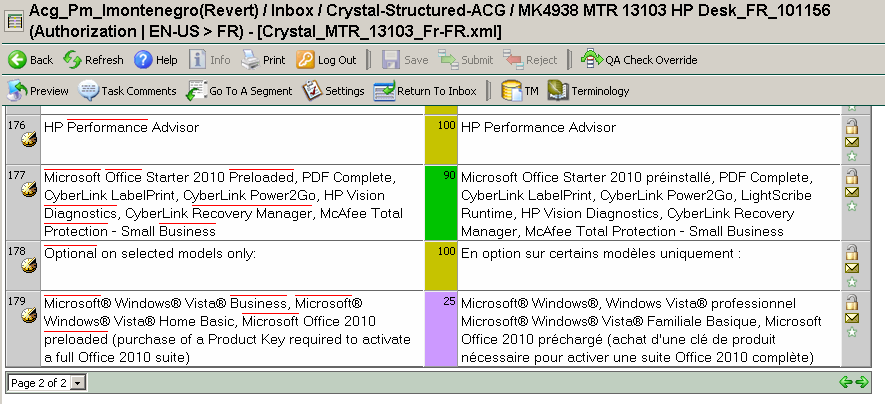 Acg_Pm_lmontenegro(Revert) / Inbox / Crystal-Structured-ACG / MK4938 MTR 13103 HP Desk_FR_101156
(Authorization | EN-US > FR) - [Crystal_MTR_13103_Fr-FR.xml]
Back Refresh Help Info Print Log Out Save Submit Reject QA Check Override
Preview Task Comments Go To A Segment Settings Return To Inbox TM Terminology
176 HP Performance Advisor 100 HP Performance Advisor
177 Microsoft Office Starter 2010 Preloaded, PDF Complete, 90 Microsoft Office Starter 2010 préinstallé, PDF Complete,
CyberLink LabelPrint, CyberLink Power2Go, HP Vision CyberLink LabelPrint, CyberLink Power2Go, LightScribe
Diagnostics, CyberLink Recovery Manager, McAfee Total Runtime, HP Vision Diagnostics, CyberLink Recovery
Protection - Small Business Manager, McAfee Total Protection - Small Business
178 Optional on selected models only: 100 En option sur certains modèles uniquement :
179 Microsoft® Windows® Vista® Business, Microsoft® 25 Microsoft® Windows®, Windows Vista® professionnel
Windows® Vista® Home Basic, Microsoft Office 2010 Microsoft® Windows® Vista® Familiale Basique, Microsoft
preloaded (purchase of a Product Key required to activate Office 2010 préchargé (achat d'une clé de produit
a full Office 2010 suite) nécessaire pour activer une suite Office 2010 complète)
Page 2 of 2